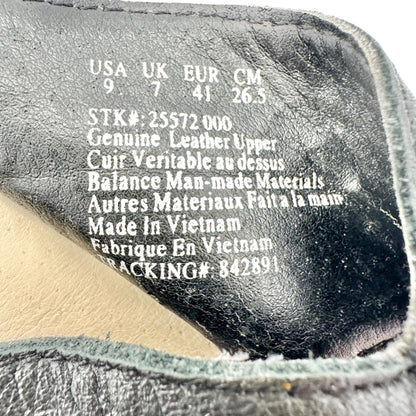 USA UK EUR CM
9 7 41 26.5
STK#: 25572 000
Genuine Leather Upper
Cuir Veritable au dessus
Balance Man-made Materials
Autres Materiaux Fait a la main
Made In Vietnam
Fabrique En Vietnam
TRACKING#: 842891